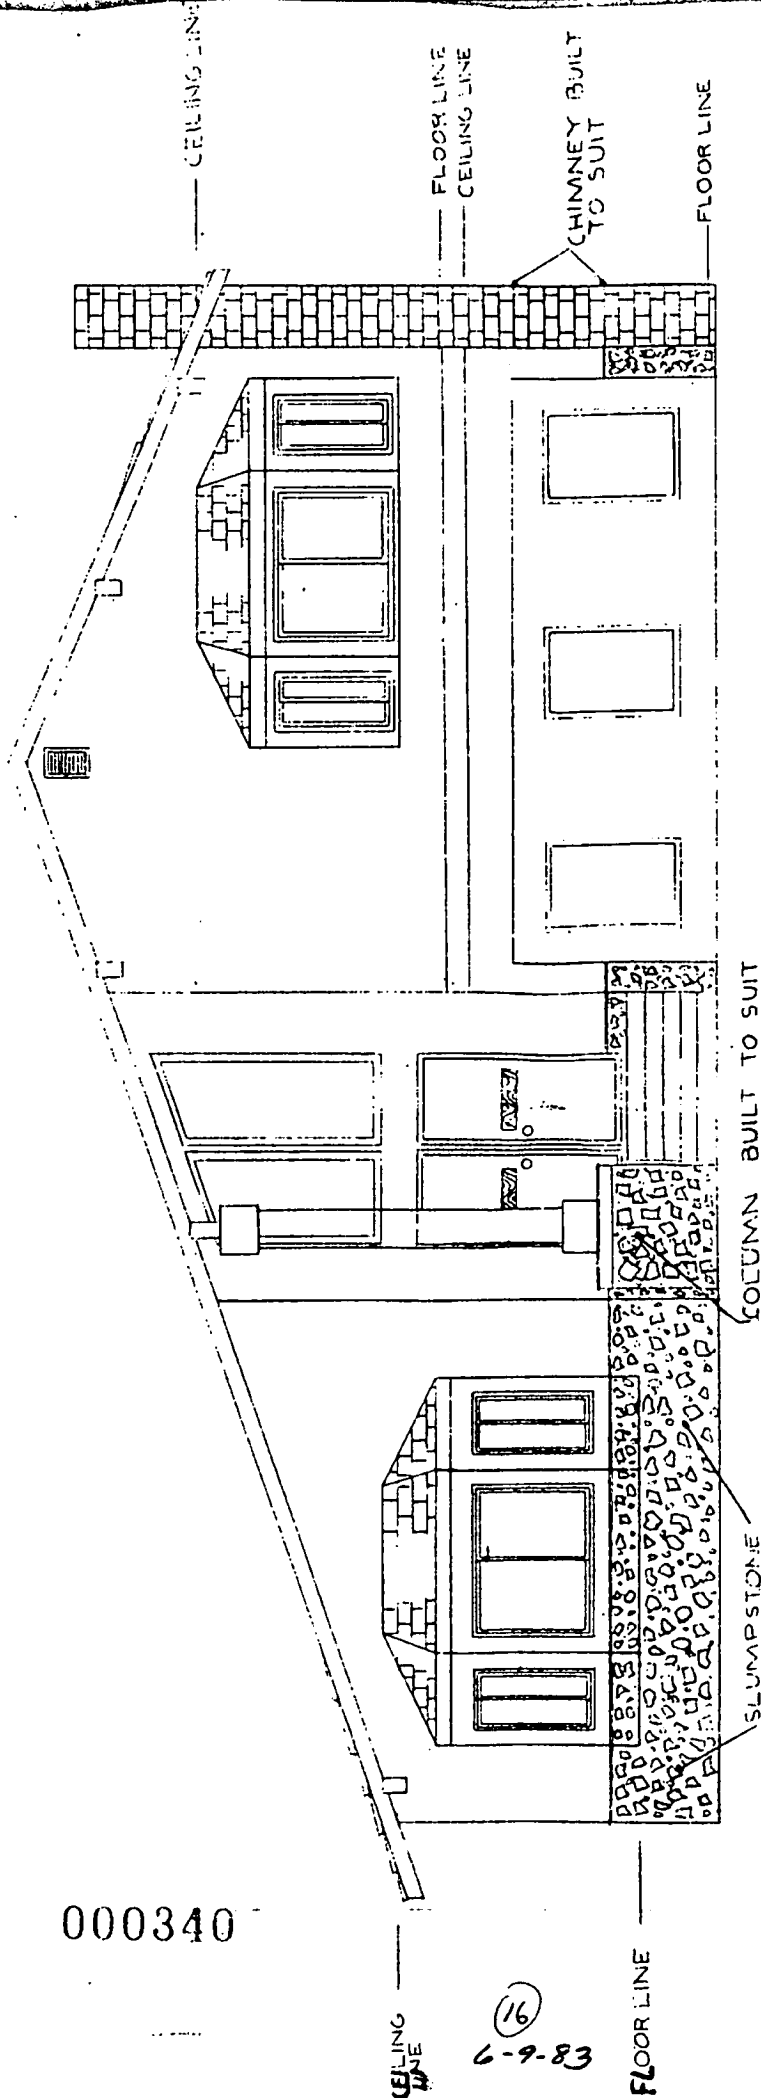 CEILING LINE
FLOOR LINE
CEILING LINE
CHIMNEY BUILT
TO SUIT
FLOOR LINE
COLUMN BUILT TO SUIT
SLUMPSTONE
CEILING
LINE
FLOOR LINE
16
6-9-83
000340